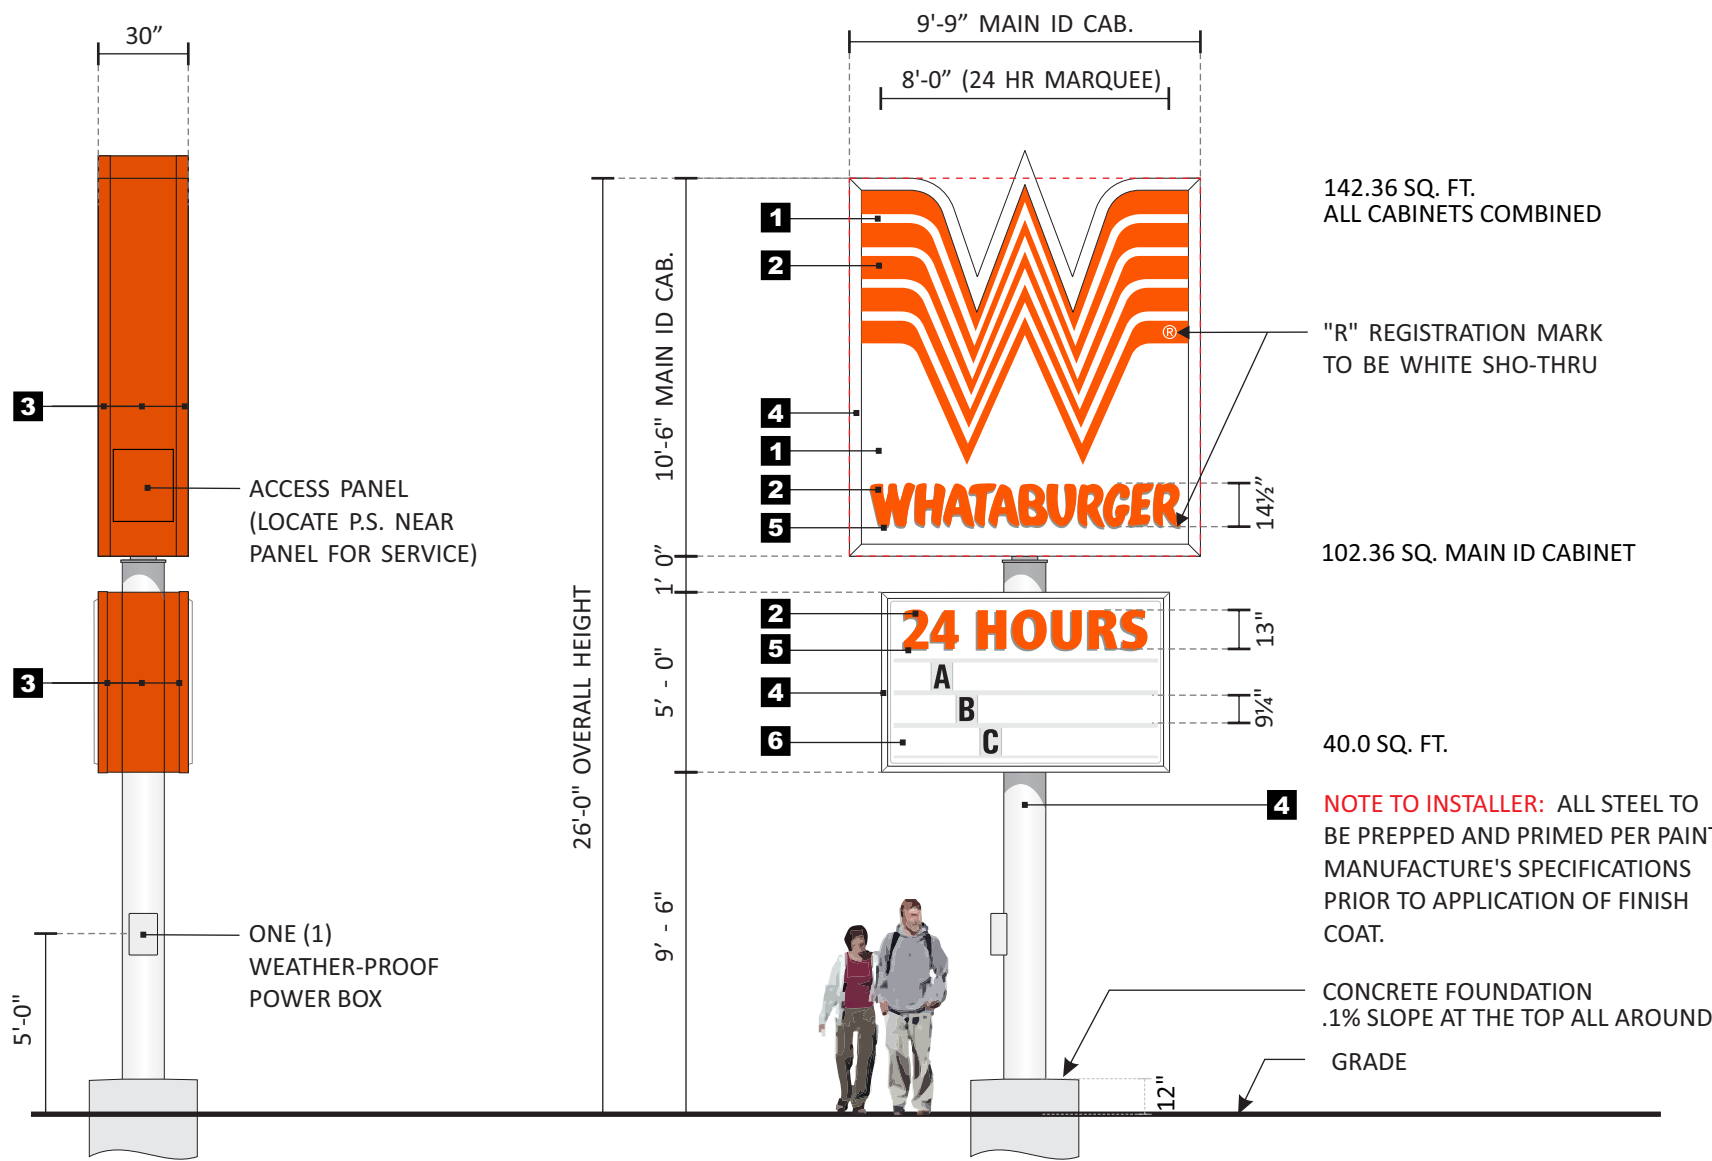 30”
9'-9” MAIN ID CAB.
8'-0” (24 HR MARQUEE)
142.36 SQ. FT.
ALL CABINETS COMBINED
1
2
®
"R" REGISTRATION MARK
TO BE WHITE SHO-THRU
10'-6" MAIN ID CAB.
3
4
1
2
5
WHATABURGER
14½”
ACCESS PANEL
(LOCATE P.S. NEAR
PANEL FOR SERVICE)
102.36 SQ. MAIN ID CABINET
1’ 0”
26'-0" OVERALL HEIGHT
2
5
24 HOURS
13"
3
5’ - 0"
4
A
B
C
9¼"
6
40.0 SQ. FT.
4
NOTE TO INSTALLER: ALL STEEL TO
BE PREPPED AND PRIMED PER PAINT
MANUFACTURE'S SPECIFICATIONS
PRIOR TO APPLICATION OF FINISH
COAT.
9’ - 6"
ONE (1)
WEATHER-PROOF
POWER BOX
5'-0"
CONCRETE FOUNDATION
.1% SLOPE AT THE TOP ALL AROUND
GRADE
12"